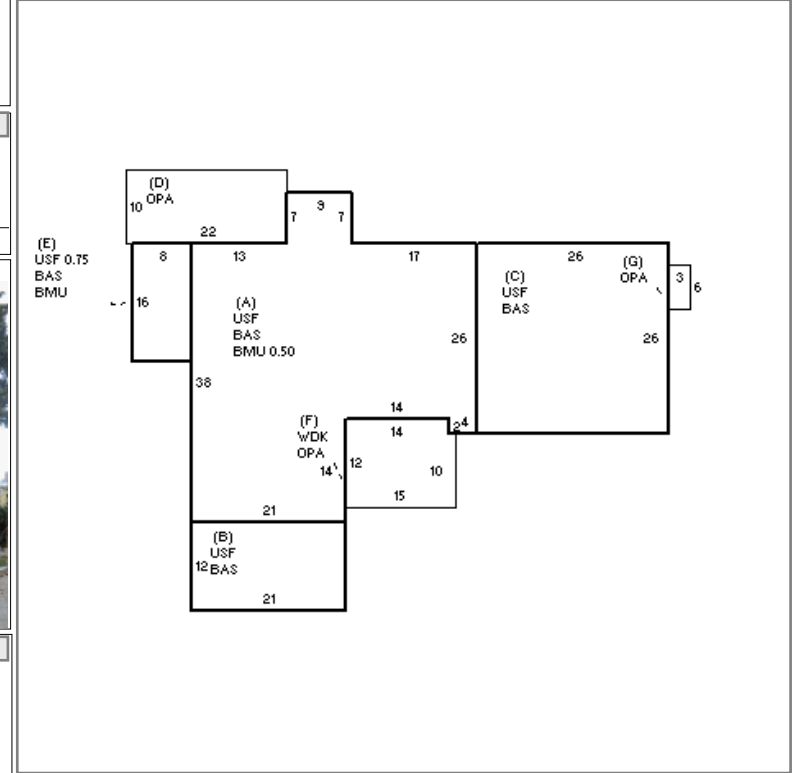 (D)
OPA
10
22
9
7 7
(E)
USF 0.75
BAS
BMU
8
16
13
17
(A)
USF
BAS
BMU 0.50
26
38
14
2 4
21
26
(C)
USF
BAS
(G)
OPA
3
6
26
(F)
WDK
OPA
14
14
12
10
15
(B)
USF
BAS
12
21